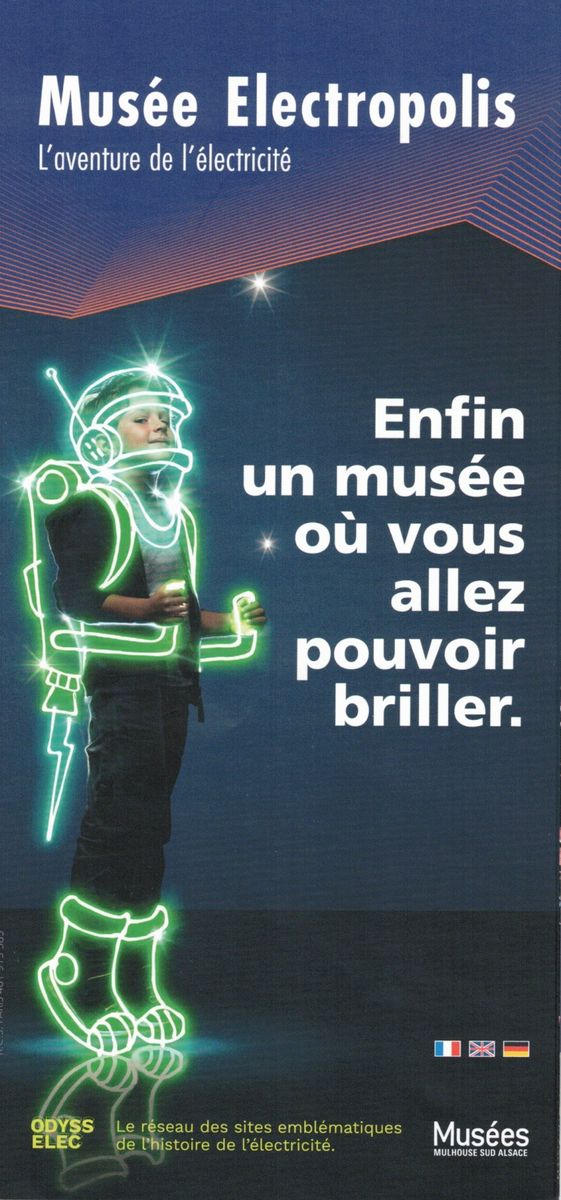 Musée Electropolis
L'aventure de l'électricité
Enfin
un musée
où vous
allez
pouvoir
briller.
ODYSS
ELEC
Le réseau des sites emblématiques
de l'histoire de l'électricité.
Musées
MULHOUSE SUD ALSACE